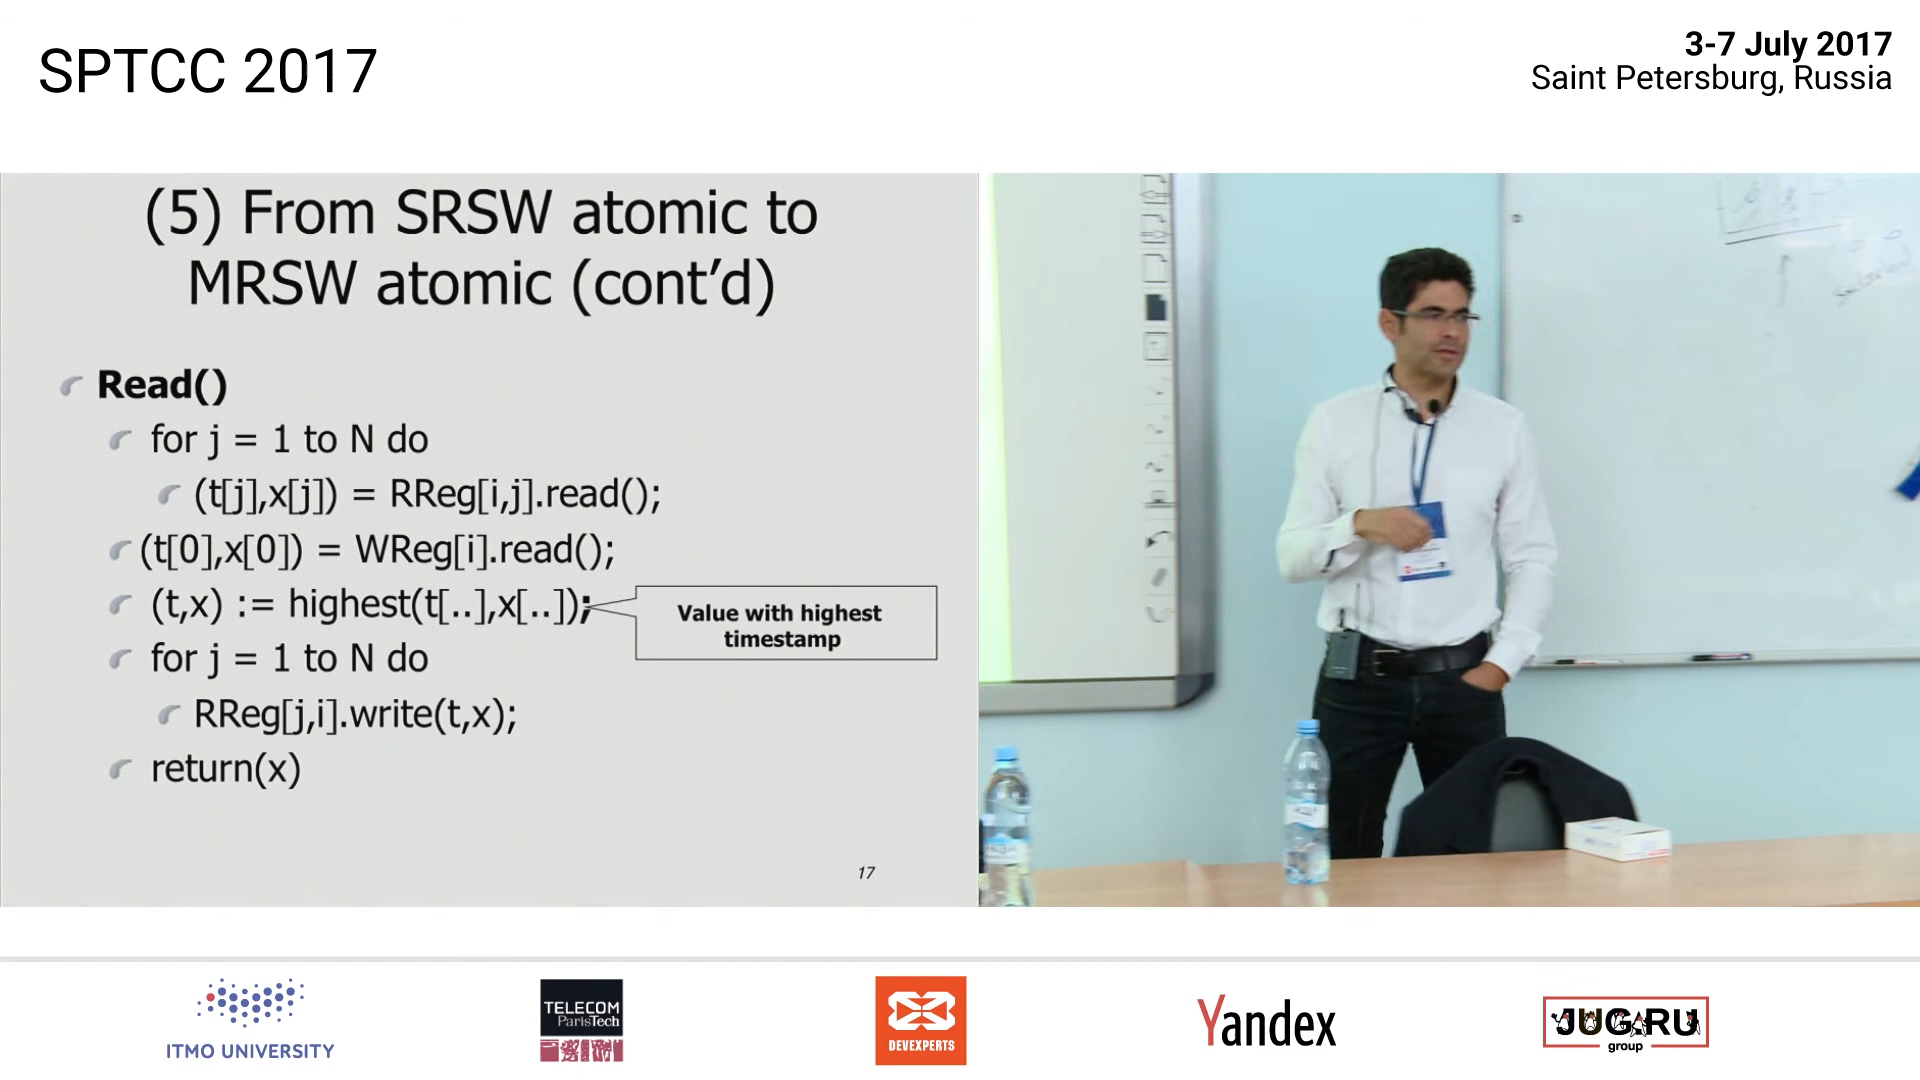 SPTCC 2017
3-7 July 2017
Saint Petersburg, Russia
(5) From SRSW atomic to
MRSW atomic (cont’d)
Read()
for j = 1 to N do
(t[j],x[j]) = RReg[i,j].read();
(t[0],x[0]) = WReg[i].read();
(t,x) := highest(t[..],x[..]);
Value with highest
timestamp
for j = 1 to N do
RReg[j,i].write(t,x);
return(x)
17
ITMO UNIVERSITY
TELECOM
ParisTech
DEVEXPERTS
Yandex
JUG.RU
group